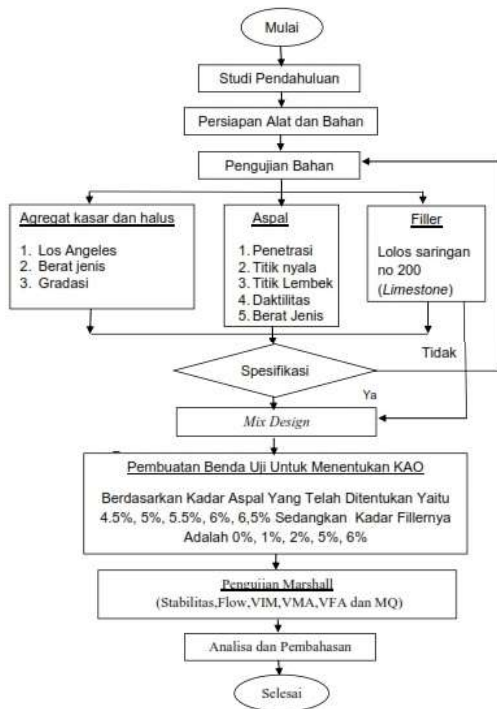 Mulai
Studi Pendahuluan
Persiapan Alat dan Bahan
Pengujian Bahan
Agregat kasar dan halus
1. Los Angeles
2. Berat jenis
3. Gradasi
Aspal
1. Penetrasi
2. Titik nyala
3. Titik Lembek
4. Daktilitas
5. Berat Jenis
Filler
Lolos saringan
no 200
(Limestone)
Tidak
Spesifikasi
Ya
Mix Design
Pembuatan Benda Uji Untuk Menentukan KAO
Berdasarkan Kadar Aspal Yang Telah Ditentukan Yaitu
4.5%, 5%, 5.5%, 6%, 6,5% Sedangkan Kadar Fillernya
Adalah 0%, 1%, 2%, 5%, 6%
Pengujian Marshall
(Stabilitas,Flow,VIM,VMA,VFA dan MQ)
Analisa dan Pembahasan
Selesai